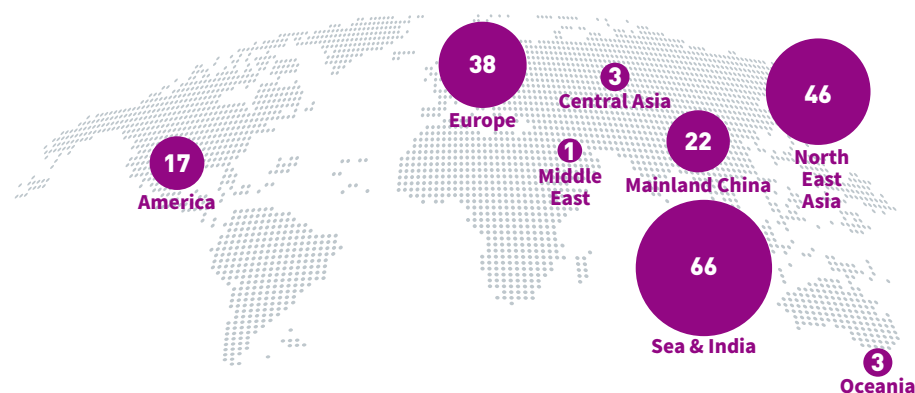 38
Europe
3
Central Asia
46
North
East
Asia
17
America
1
Middle
East
22
Mainland China
66
Sea & India
3
Oceania